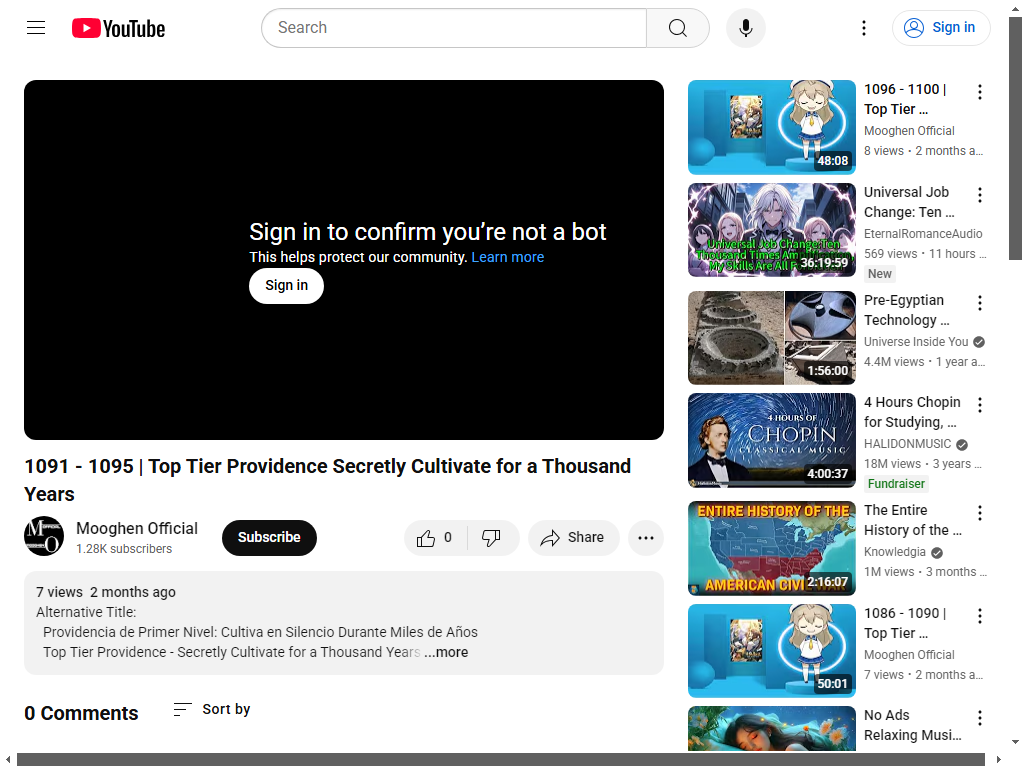 YouTube
Search
Sign in
Sign in to confirm you're not a bot
This helps protect our community. Learn more
Sign in
1091 - 1095 | Top Tier Providence Secretly Cultivate for a Thousand
Years
Mooghen Official
1.28K subscribers
Subscribe
0
Share
7 views 2 months ago
Alternative Title:
Providencia de Primer Nivel: Cultiva en Silencio Durante Miles de Años
Top Tier Providence - Secretly Cultivate for a Thousand Years ...more
0 Comments
Sort by
48:08
1096 - 1100 |
Top Tier ...
Mooghen Official
8 views • 2 months a...
Universal Job Change:Ten
Thousand Times Amplification
My Skills Are All F
36:19:59
Universal Job
Change: Ten ...
EternalRomanceAudio
569 views • 11 hours ...
New
1:56:00
Pre-Egyptian
Technology ...
Universe Inside You
4.4M views • 1 year a...
4 HOURS OF
CHOPIN
CLASSICAL MUSIC
4:00:37
4 Hours Chopin
for Studying, ...
HALIDONMUSIC
18M views • 3 years ...
Fundraiser
ENTIRE HISTORY OF THE
AMERICAN CIVIL WAR
2:16:07
The Entire
History of the ...
Knowledgia
1M views • 3 months ...
50:01
1086 - 1090 |
Top Tier ...
Mooghen Official
7 views • 2 months a...
No Ads
Relaxing Musi...